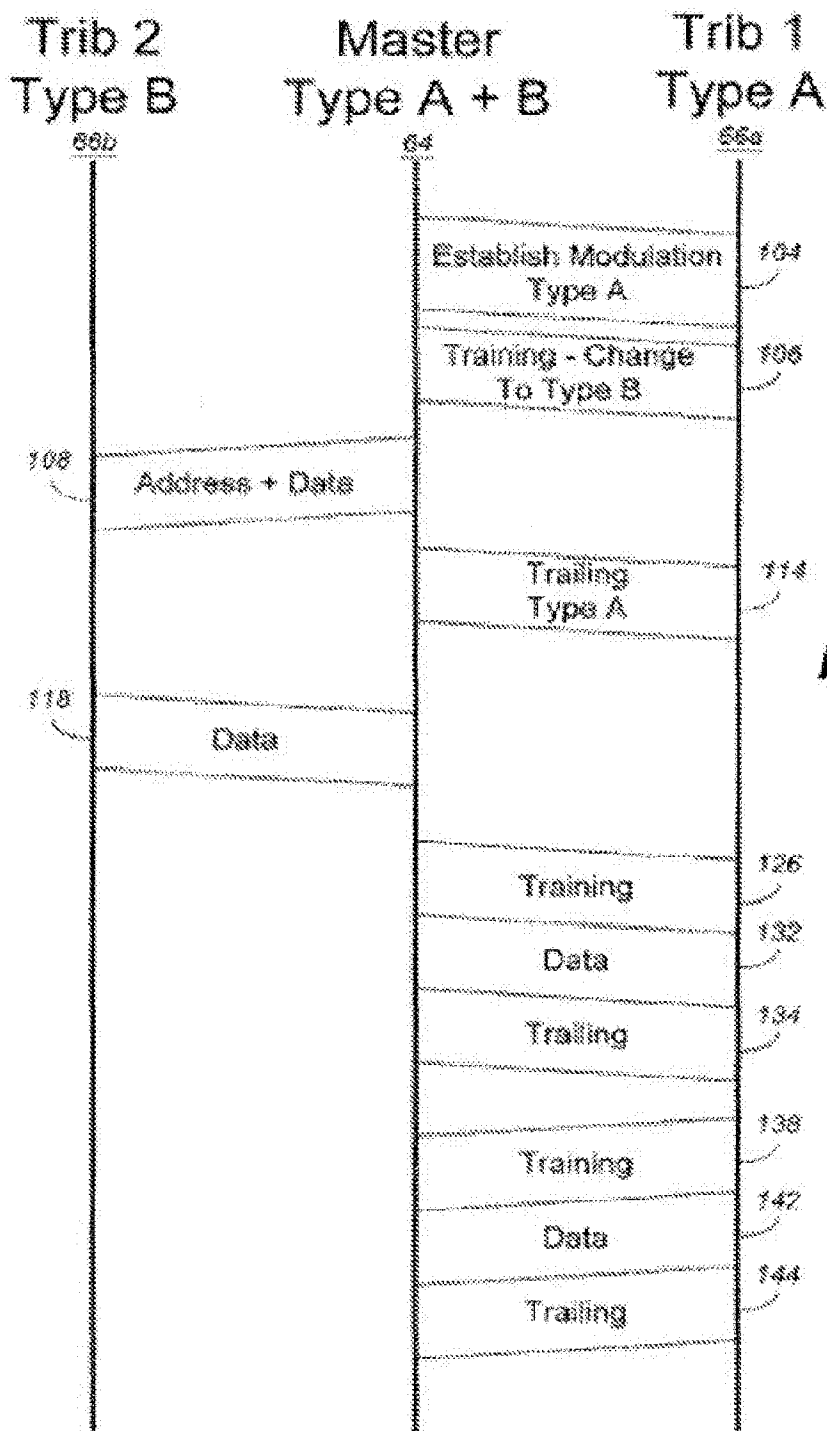 Trib 2
Type B
66b
Master
Type A + B
64
Trib 1
Type A
66a
Establish Modulation
Type A
104
Training - Change
To Type B
106
108
Address + Data
Trailing
Type A
114
118
Data
Training
126
Data
132
Trailing
134
Training
138
Data
142
Trailing
144